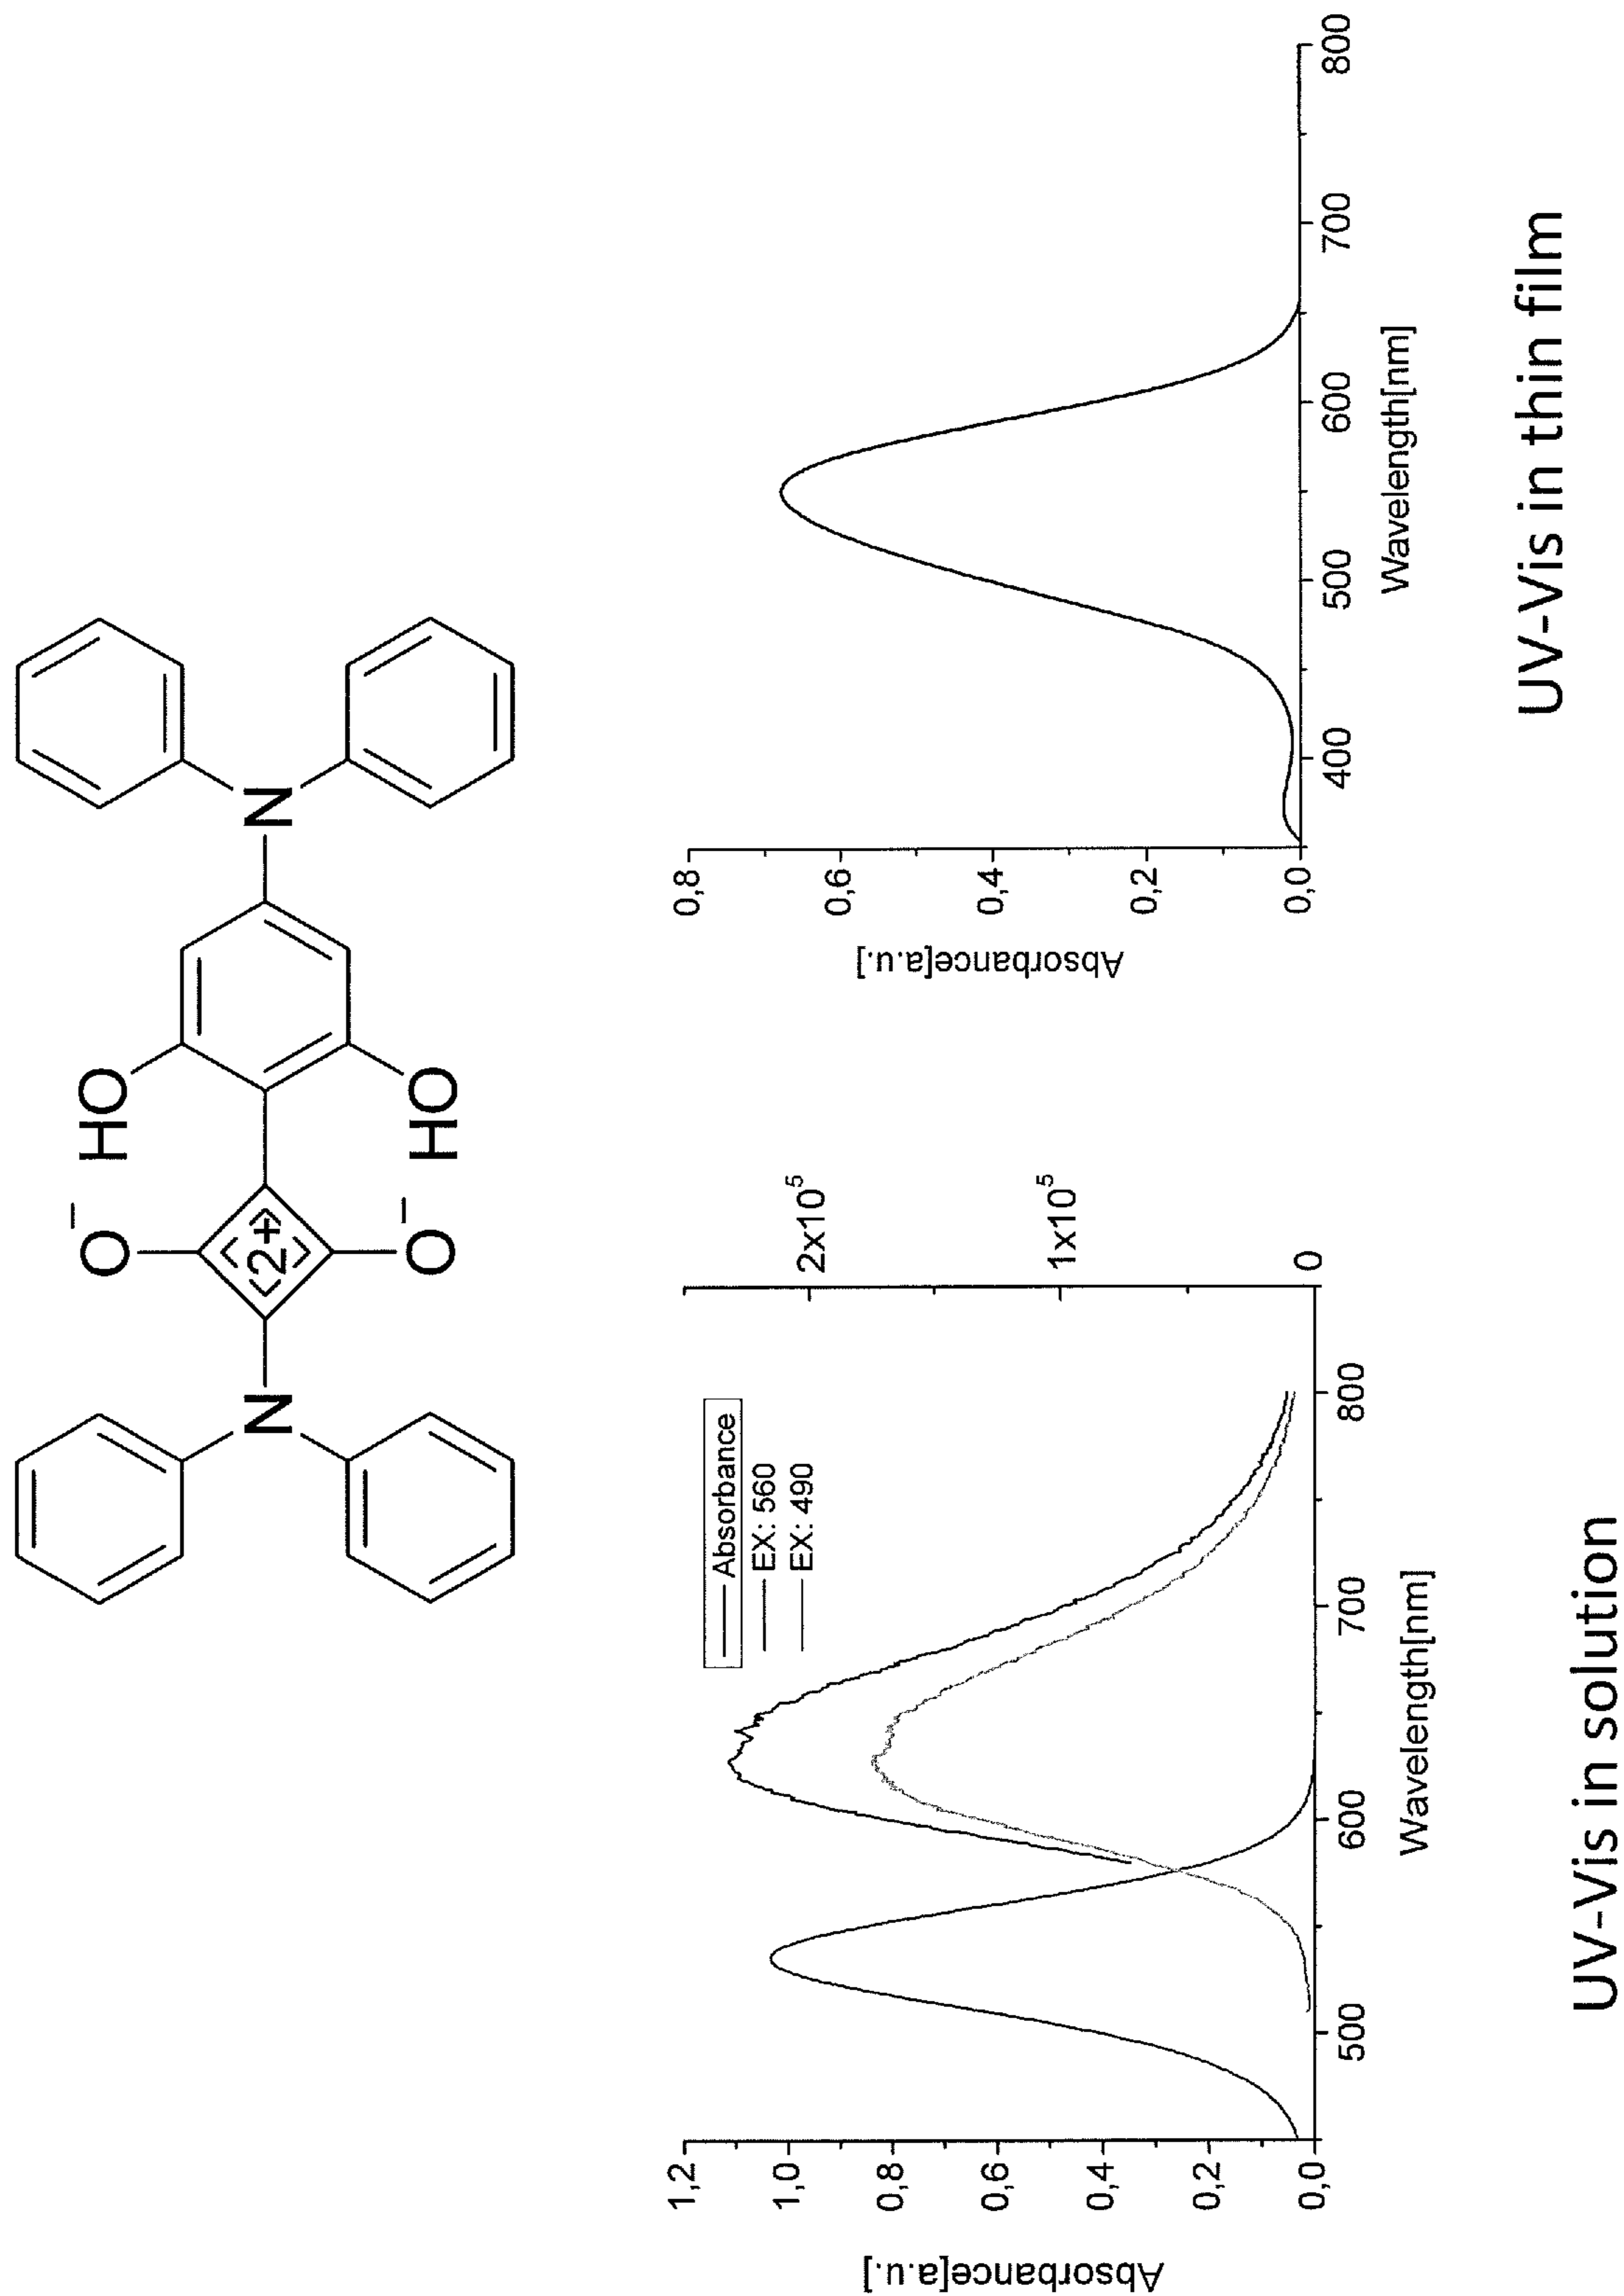 O⁻
HO
N
2+
N
O⁻
HO
Absorbance
EX: 560
EX: 490
1,2
1,0
0,8
0,6
0,4
0,2
0,0
Absorbance[a.u.]
2x10⁵
1x10⁵
0
500
600
700
800
Wavelength[nm]
UV-Vis in solution
0,8
0,6
0,4
0,2
0,0
Absorbance[a.u.]
400
500
600
700
800
Wavelength[nm]
UV-Vis in thin film